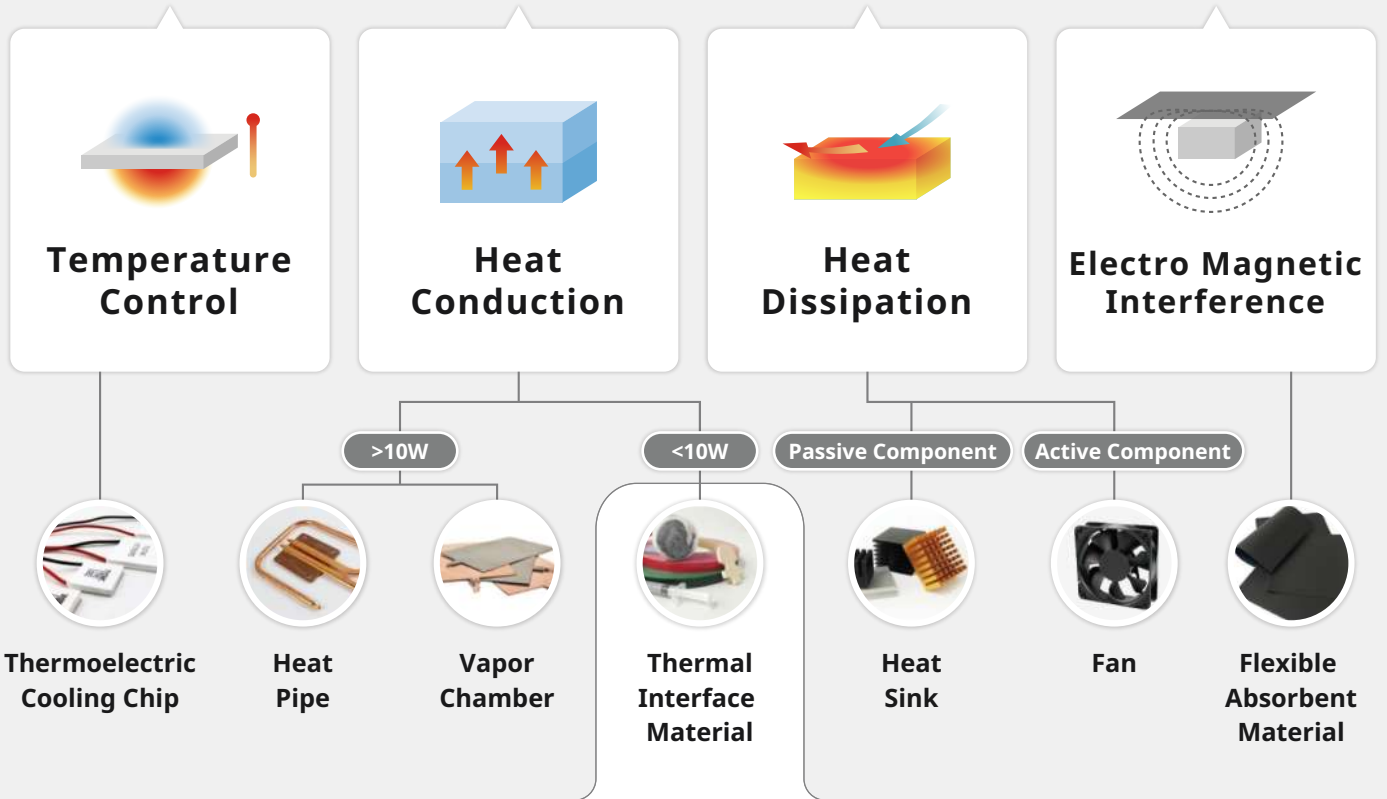 Temperature
Control
Heat
Conduction
Heat
Dissipation
Electro Magnetic
Interference
>10W
<10W
Passive Component
Active Component
Thermoelectric
Cooling Chip
Heat
Pipe
Vapor
Chamber
Thermal
Interface
Material
Heat
Sink
Fan
Flexible
Absorbent
Material